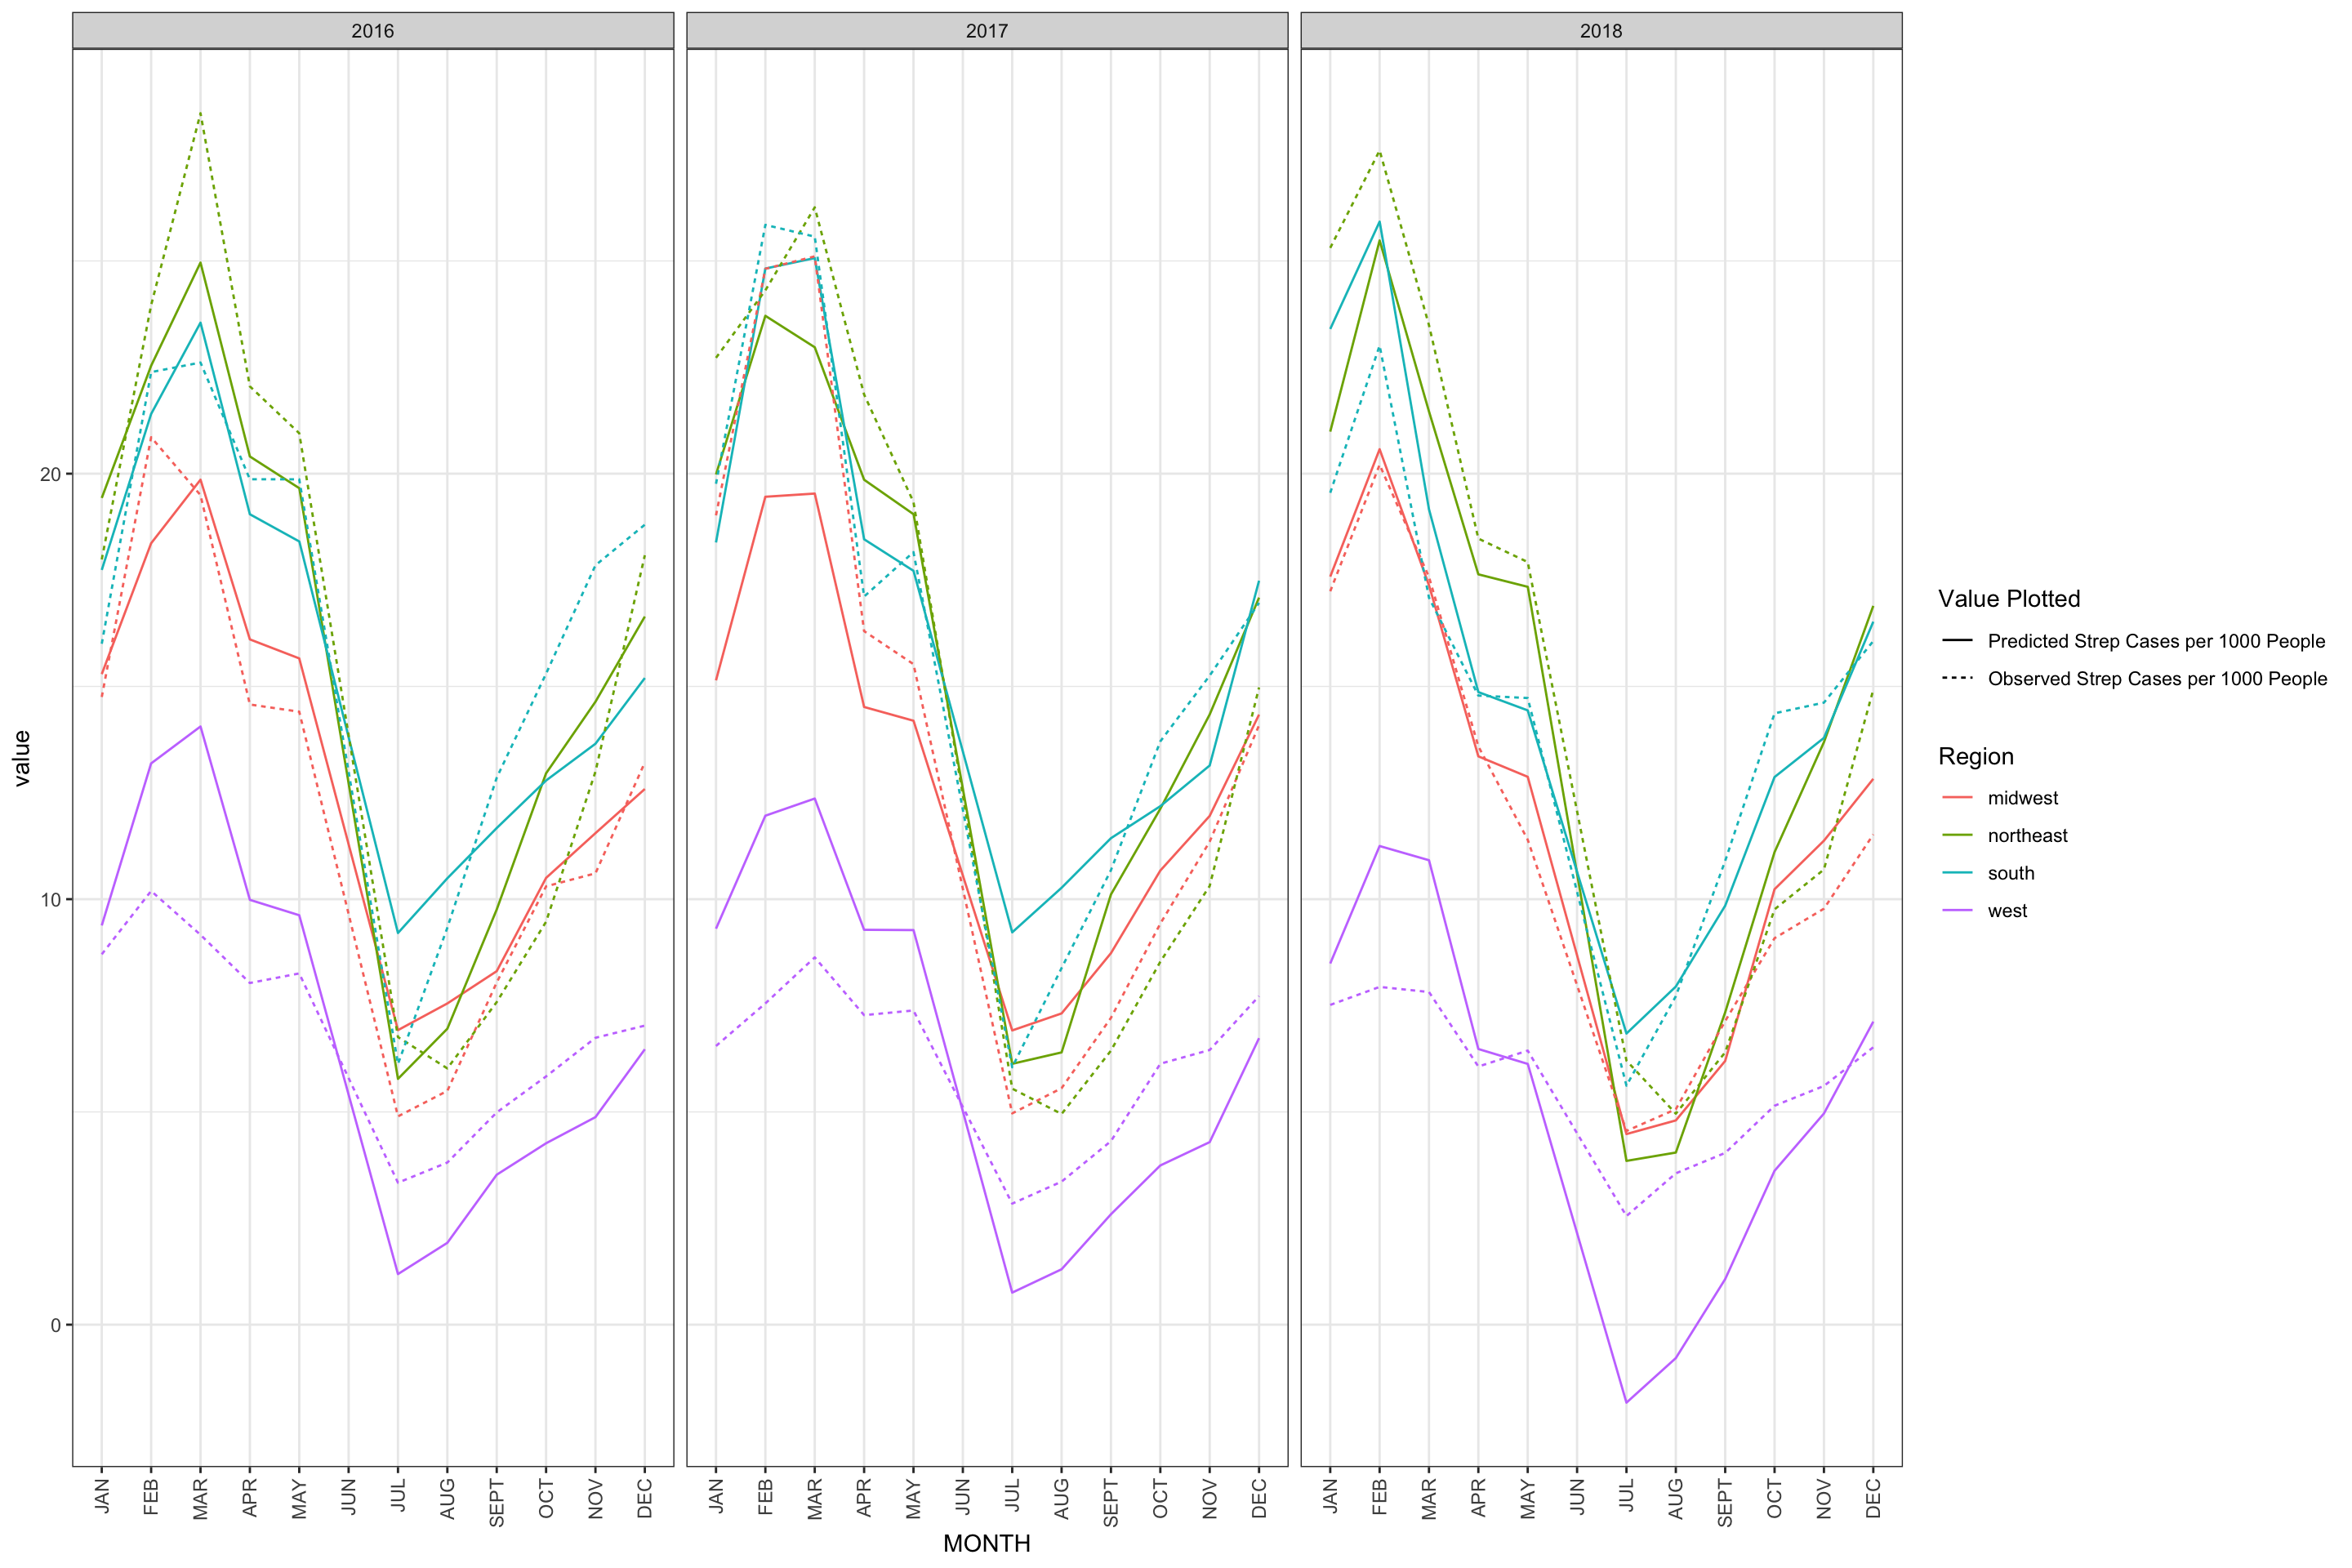 2016
2017
2018
value
20
10
0
JAN
FEB
MAR
APR
MAY
JUN
JUL
AUG
SEPT
OCT
NOV
DEC
JAN
FEB
MAR
APR
MAY
JUN
JUL
AUG
SEPT
OCT
NOV
DEC
JAN
FEB
MAR
APR
MAY
JUN
JUL
AUG
SEPT
OCT
NOV
DEC
MONTH
Value Plotted
Predicted Strep Cases per 1000 People
Observed Strep Cases per 1000 People
Region
midwest
northeast
south
west